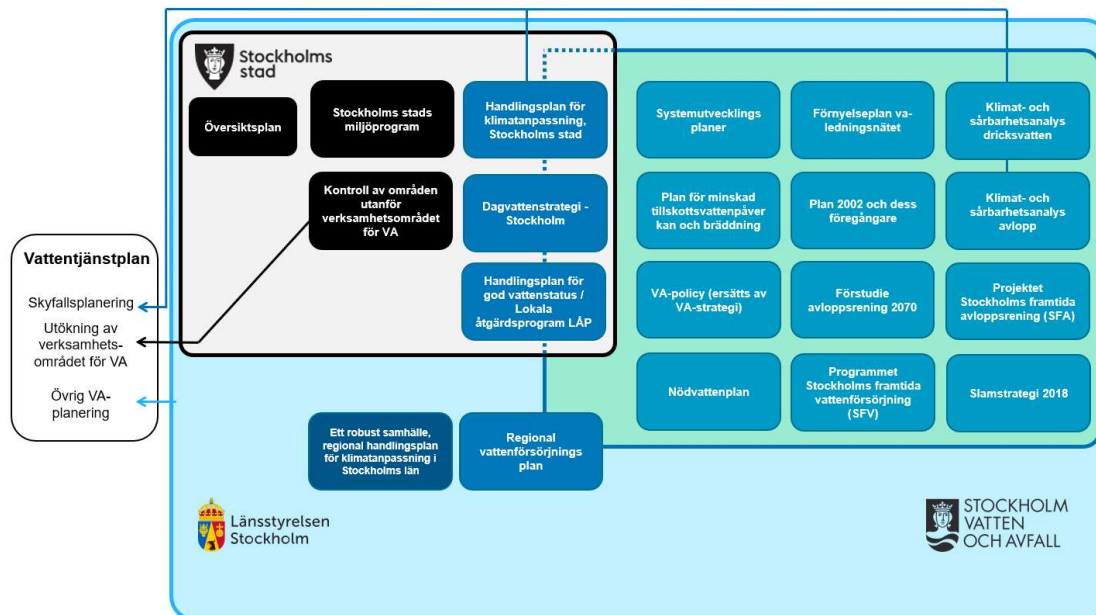 Stockholms
stad
Översiktsplan
Stockholms stads
miljöprogram
Handlingsplan för
klimatanpassning,
Stockholms stad
Kontroll av områden
utanför
verksamhetsområdet
för VA
Dagvattenstrategi -
Stockholm
Handlingsplan för
god vattenstatus /
Lokala
åtgärdsprogram LÅP
Systemutvecklings
planer
Förnyelseplan va-
ledningsnätet
Klimat- och
sårbarhetsanalys
dricksvatten
Plan för minskad
tillskottsvattenpåver
kan och bräddning
Plan 2002 och dess
föregångare
Klimat- och
sårbarhetsanalys
avlopp
VA-policy (ersätts av
VA-strategi)
Förstudie
avloppsrening 2070
Projektet
Stockholms framtida
avloppsrening (SFA)
Nödvattenplan
Programmet
Stockholms framtida
vattenförsörjning
(SFV)
Slamstrategi 2018
Vattentjänstplan
Skyfallsplanering
Utökning av
verksamhets-
området för VA
Övrig VA-
planering
Ett robust samhälle,
regional handlingsplan
för klimatanpassning i
Stockholms län
Regional
vattenförsörjnings
plan
Länsstyrelsen
Stockholm
STOCKHOLM
VATTEN
OCH AVFALL